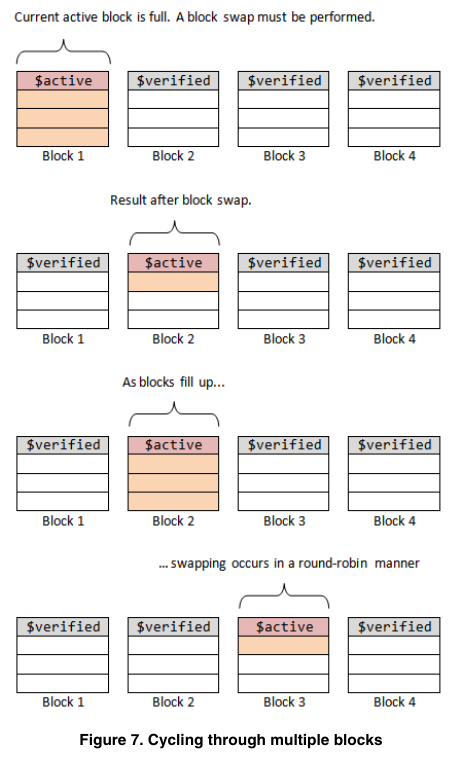 Current active block is full. A block swap must be performed.
$active $verified $verified $verified
Block 1 Block 2 Block 3 Block 4
Result after block swap.
$verified $active $verified $verified
Block 1 Block 2 Block 3 Block 4
As blocks fill up...
$verified $active $verified $verified
Block 1 Block 2 Block 3 Block 4
... swapping occurs in a round-robin manner
$verified $verified $active $verified
Block 1 Block 2 Block 3 Block 4
Figure 7. Cycling through multiple blocks